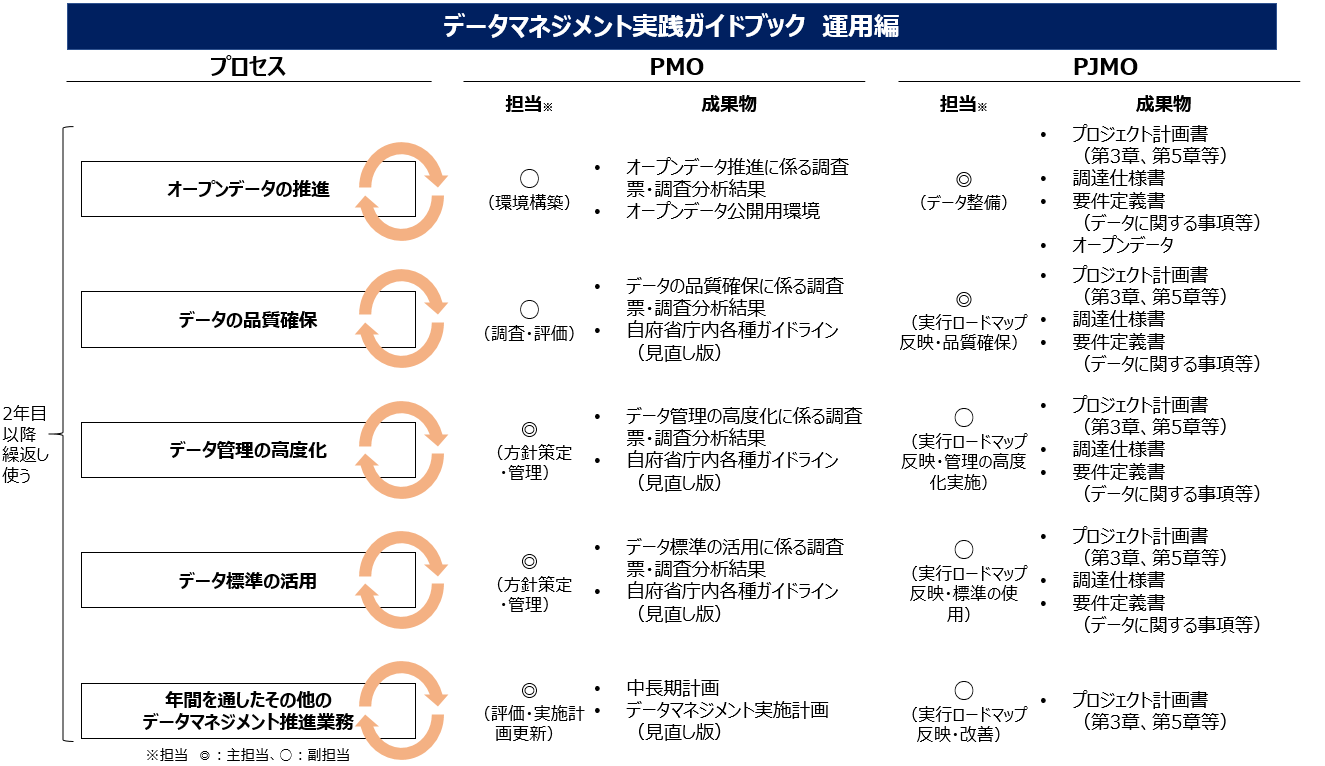 データマネジメント実践ガイドブック 運用編
プロセス
PMO
PJMO
担当※
成果物
担当※
成果物
2年目
以降
繰返し
使う
オープンデータの推進
○
（環境構築）
• オープンデータ推進に係る調査
票・調査分析結果
• オープンデータ公開用環境
◎
（データ整備）
• プロジェクト計画書
（第3章、第5章等）
• 調達仕様書
• 要件定義書
（データに関する事項等）
• オープンデータ
データの品質確保
○
（調査・評価）
• データの品質確保に係る調査
票・調査分析結果
• 自府省庁内各種ガイドライン
（見直し版）
◎
（実行ロードマップ
反映・品質確保）
• プロジェクト計画書
（第3章、第5章等）
• 調達仕様書
• 要件定義書
（データに関する事項等）
データ管理の高度化
◎
（方針策定
・管理）
• データ管理の高度化に係る調査
票・調査分析結果
• 自府省庁内各種ガイドライン
（見直し版）
○
（実行ロードマップ
反映・管理の高度
化実施）
• プロジェクト計画書
（第3章、第5章等）
• 調達仕様書
• 要件定義書
（データに関する事項等）
データ標準の活用
◎
（方針策定
・管理）
• データ標準の活用に係る調査
票・調査分析結果
• 自府省庁内各種ガイドライン
（見直し版）
○
（実行ロードマップ
反映・標準の使
用）
• プロジェクト計画書
（第3章、第5章等）
• 調達仕様書
• 要件定義書
（データに関する事項等）
年間を通したその他の
データマネジメント推進業務
◎
（評価・実施計
画更新）
• 中長期計画
• データマネジメント実施計画
（見直し版）
○
（実行ロードマップ
反映・改善）
• プロジェクト計画書
（第3章、第5章等）
※担当 ◎：主担当、○：副担当